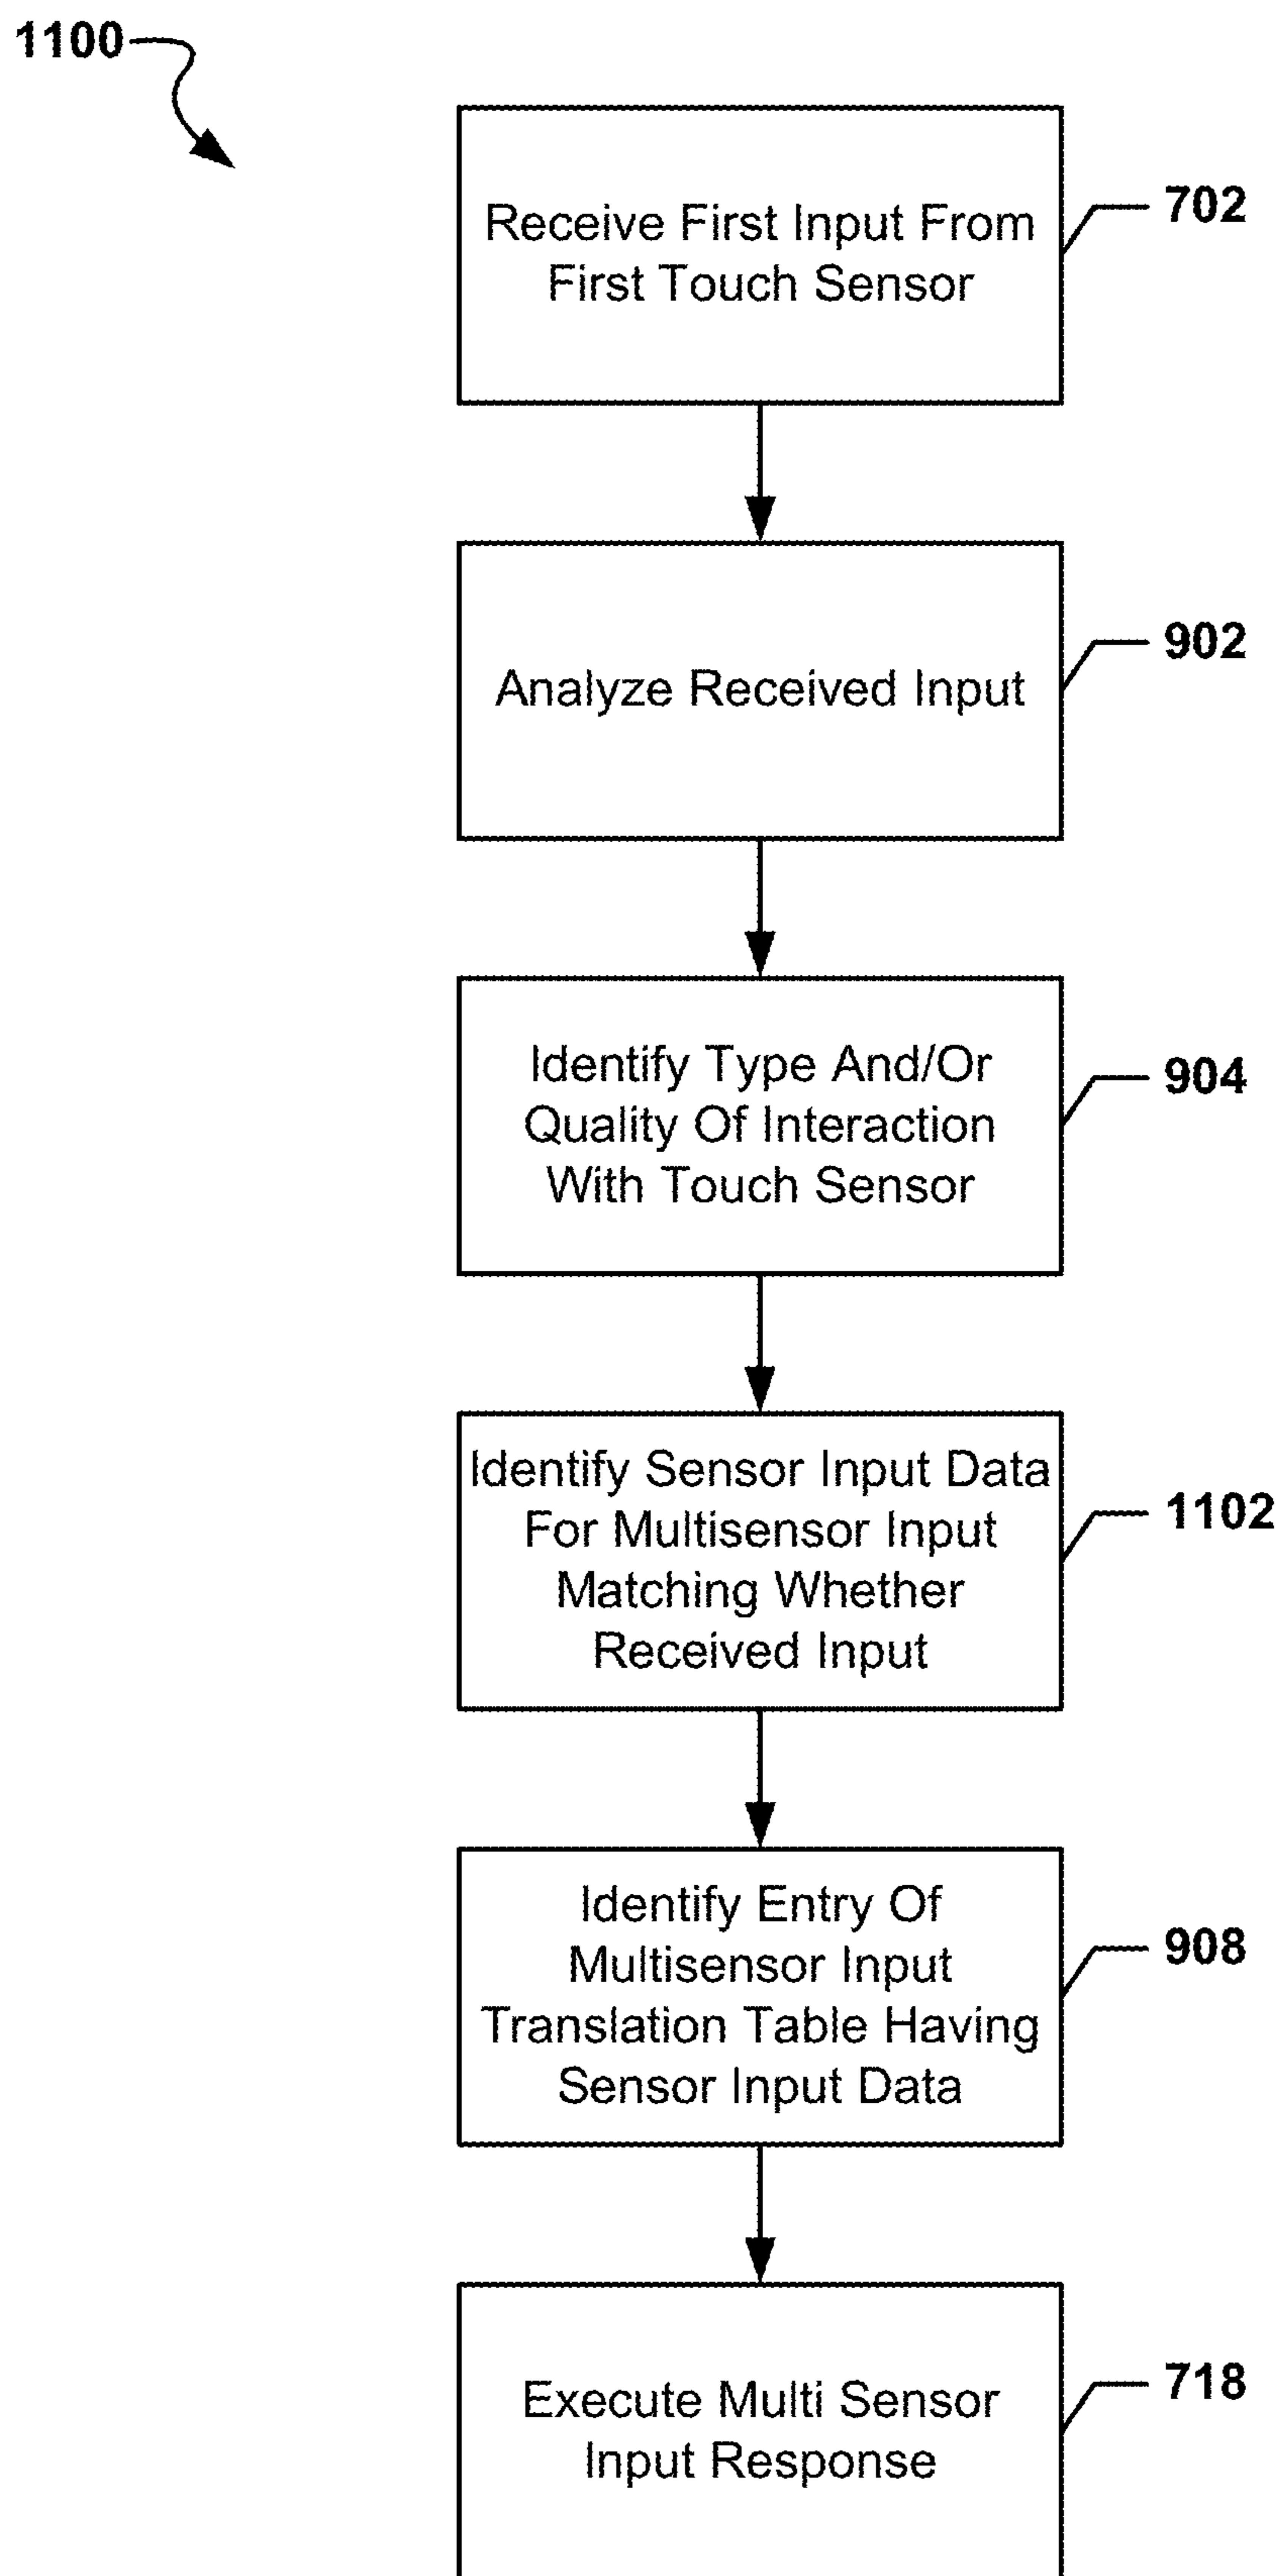 1100
Receive First Input From
First Touch Sensor
702
Analyze Received Input
902
Identify Type And/Or
Quality Of Interaction
With Touch Sensor
904
Identify Sensor Input Data
For Multisensor Input
Matching Whether
Received Input
1102
Identify Entry Of
Multisensor Input
Translation Table Having
Sensor Input Data
908
Execute Multi Sensor
Input Response
718